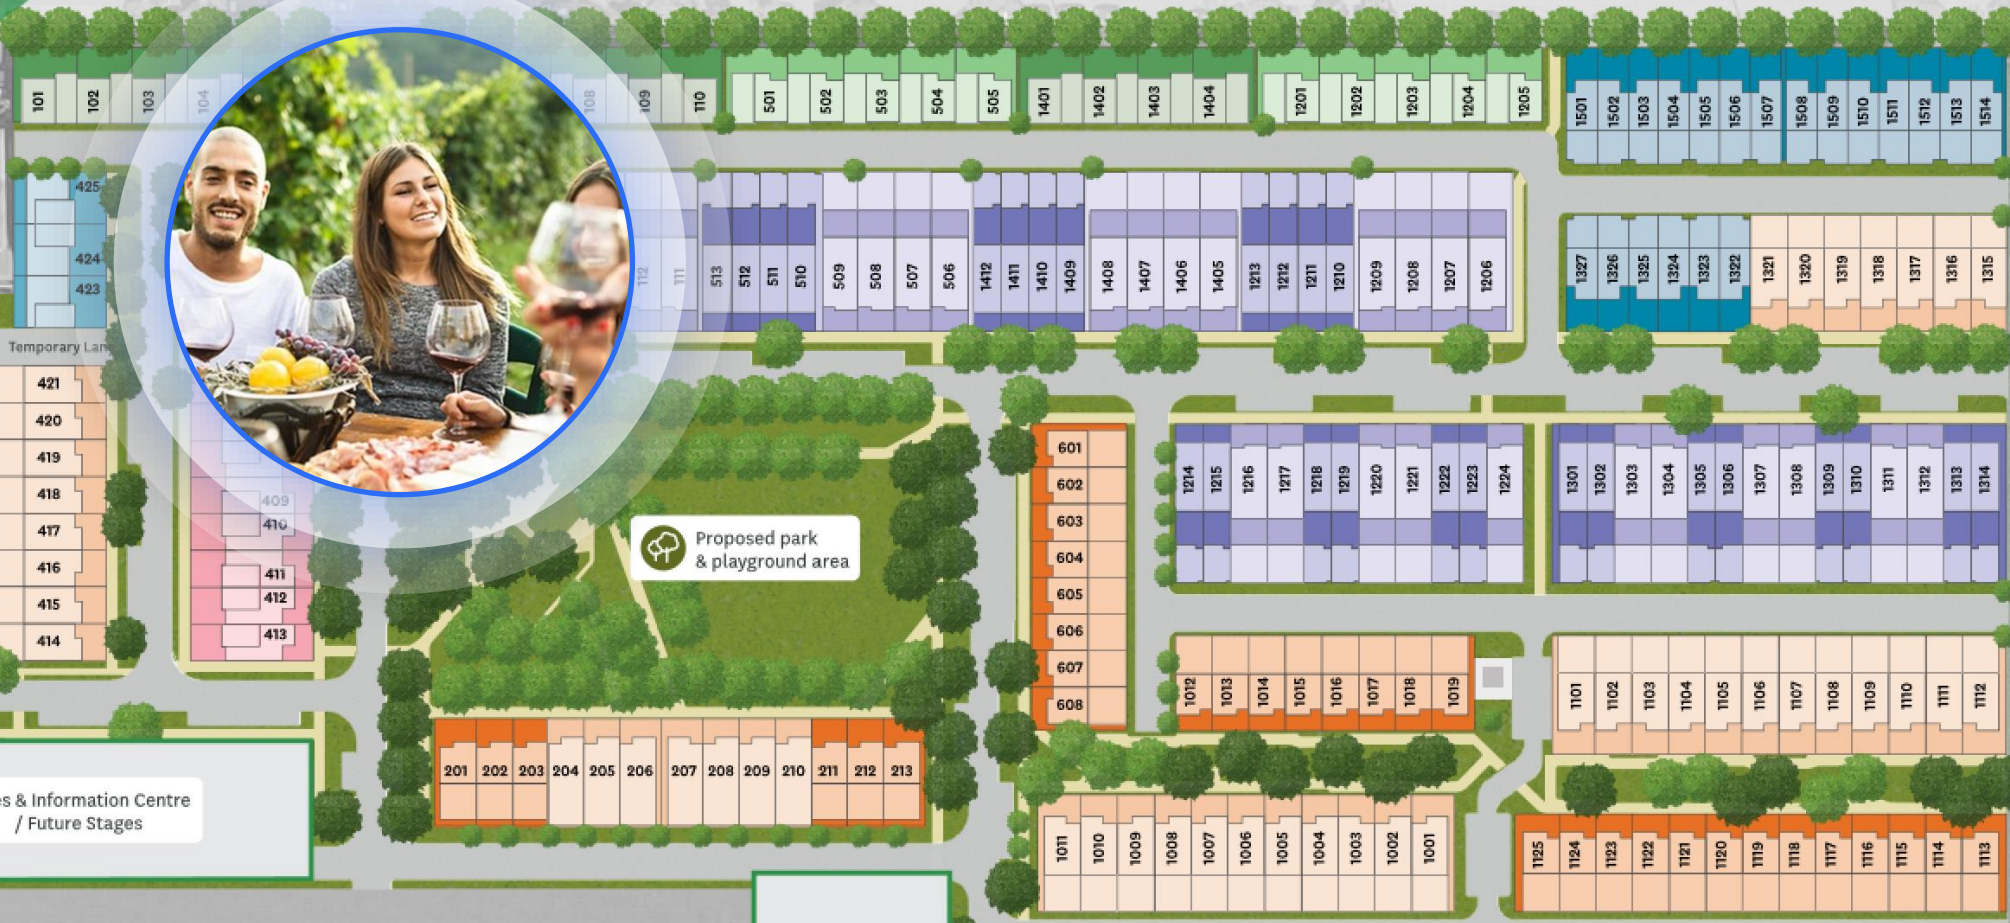 101 102 103 104 108 109 110 501 502 503 504 505 1401 1402 1403 1404 1201 1202 1203 1204 1205 1501 1502 1503 1504 1505 1506 1507 1508 1509 1510 1511 1512 1513 1514
425
424
423
112 111 513 512 511 510 509 508 507 506 1412 1411 1410 1409 1408 1407 1406 1405 1213 1212 1211 1210 1209 1208 1207 1206 1327 1326 1325 1324 1323 1322 1321 1320 1319 1318 1317 1316 1315
Temporary Lan
421
420
419
418
417
416
415
414
409
410
411
412
413
Proposed park
& playground area
601
602
603
604
605
606
607
608
1214 1215 1216 1217 1218 1219 1220 1221 1222 1223 1224 1301 1302 1303 1304 1305 1306 1307 1308 1309 1310 1311 1312 1313 1314
1012 1013 1014 1015 1016 1017 1018 1019 1101 1102 1103 1104 1105 1106 1107 1108 1109 1110 1111 1112
201 202 203 204 205 206 207 208 209 210 211 212 213
s & Information Centre
/ Future Stages
1011 1010 1009 1008 1007 1006 1005 1004 1003 1002 1001 1125 1124 1123 1122 1121 1120 1119 1118 1117 1116 1115 1114 1113